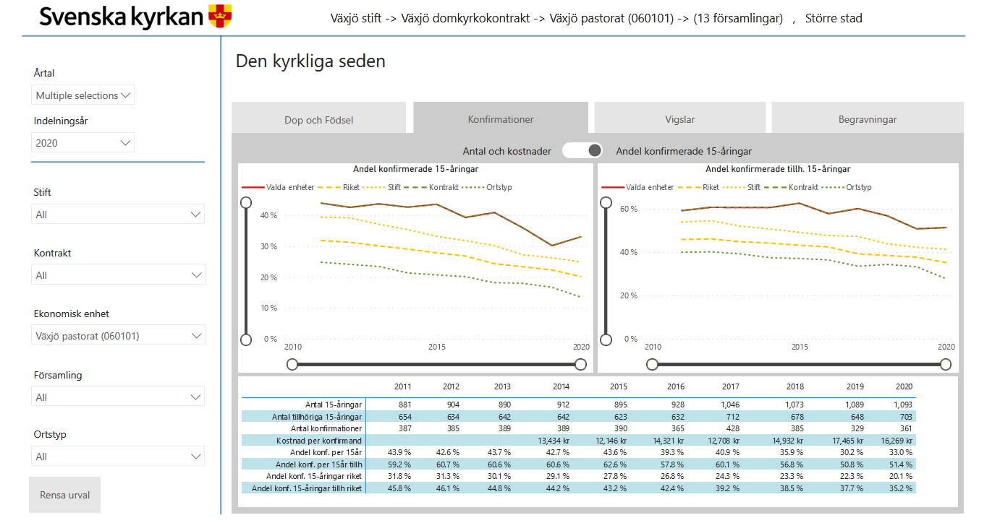 Svenska kyrkan
Växjö stift -> Växjö domkyrkokontrakt -> Växjö pastorat (060101) -> (13 församlingar) , Större stad
Årtal
Multiple selections
Indelningsår
2020
Stift
All
Kontrakt
All
Ekonomisk enhet
Växjö pastorat (060101)
Församling
All
Ortstyp
All
Rensa urval
Den kyrkliga seden
Dop och Födsel
Konfirmationer
Vigslar
Begravningar
Antal och kostnader
Andel konfirmerade 15-åringar
Andel konfirmerade 15-åringar
Valda enheter Riket Stift Kontrakt Ortstyp
40 %
30 %
20 %
10 %
0 %
2010 2015 2020
Andel konfirmerade tillh. 15-åringar
Valda enheter Riket Stift Kontrakt Ortstyp
60 %
40 %
20 %
0 %
2010 2015 2020
2011 2012 2013 2014 2015 2016 2017 2018 2019 2020
Antal 15-åringar 881 904 890 912 895 928 1,046 1,073 1,089 1,093
Antal tillhöriga 15-åringar 654 634 642 642 623 632 712 678 648 703
Antal konfirmationer 387 385 389 389 390 365 428 385 329 361
Kostnad per konfirmand 13,434 kr 12,146 kr 14,321 kr 12,708 kr 14,932 kr 17,465 kr 16,269 kr
Andel konf. per 15år 43.9 % 42.6 % 43.7 % 42.7 % 43.6 % 39.3 % 40.9 % 35.9 % 30.2 % 33.0 %
Andel konf. per 15år tillh 59.2 % 60.7 % 60.6 % 60.6 % 62.6 % 57.8 % 60.1 % 56.8 % 50.8 % 51.4 %
Andel konf. 15-åringar riket 31.8 % 31.3 % 30.1 % 29.1 % 27.8 % 26.8 % 24.3 % 23.3 % 22.3 % 20.1 %
Andel konf. 15-åringar tillh riket 45.8 % 46.1 % 44.8 % 44.2 % 43.2 % 42.4 % 39.2 % 38.5 % 37.7 % 35.2 %